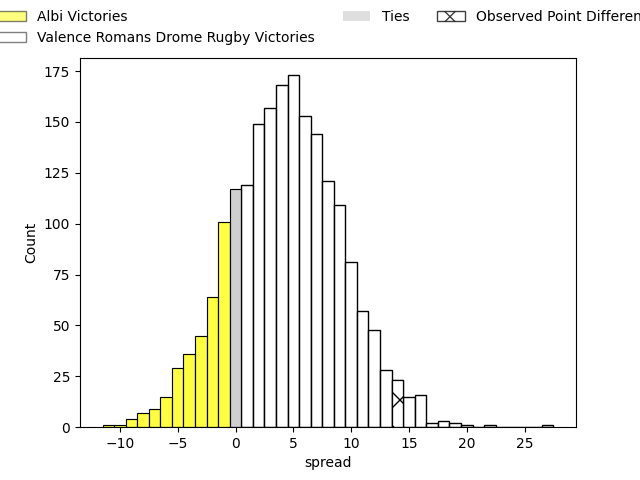 Albi Victories
Valence Romans Drome Rugby Victories
Ties
Observed Point Differen
175
150
125
100
75
50
25
0
Count
−10
−5
0
5
10
15
20
25
spread